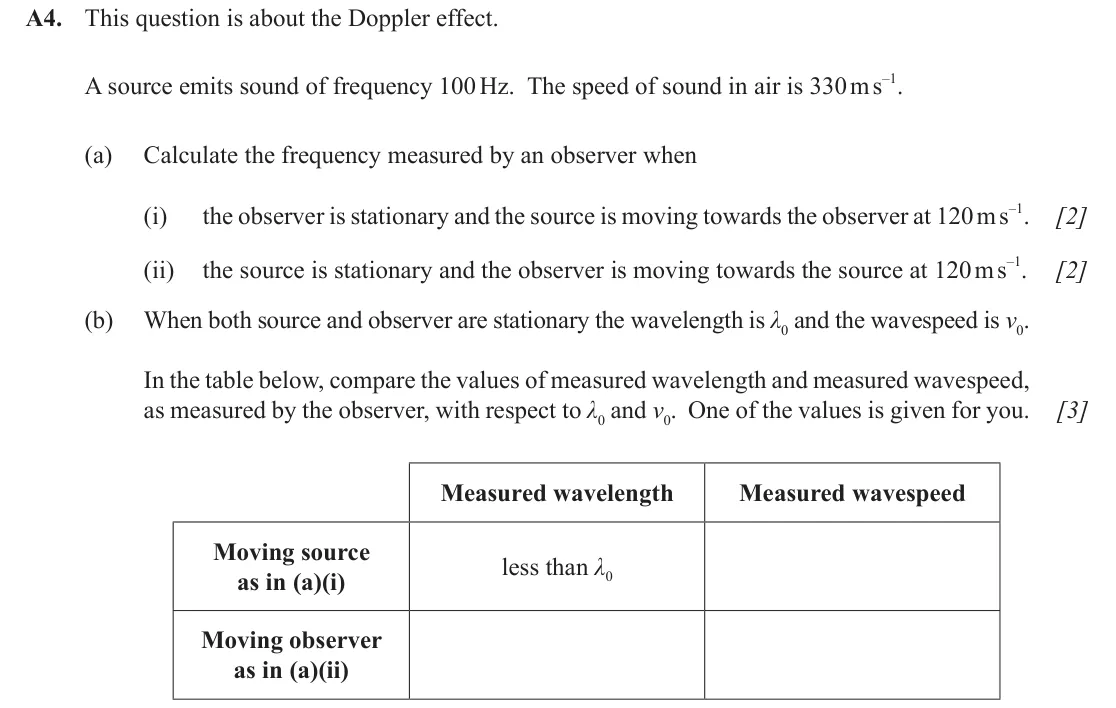 A4. This question is about the Doppler effect.
A source emits sound of frequency 100 Hz. The speed of sound in air is 330 m s⁻¹.
(a) Calculate the frequency measured by an observer when
(i) the observer is stationary and the source is moving towards the observer at 120 m s⁻¹. [2]
(ii) the source is stationary and the observer is moving towards the source at 120 m s⁻¹. [2]
(b) When both source and observer are stationary the wavelength is λ₀ and the wavespeed is v₀.
In the table below, compare the values of measured wavelength and measured wavespeed,
as measured by the observer, with respect to λ₀ and v₀. One of the values is given for you. [3]
Measured wavelength Measured wavespeed
Moving source
as in (a)(i)
less than λ₀
Moving observer
as in (a)(ii)